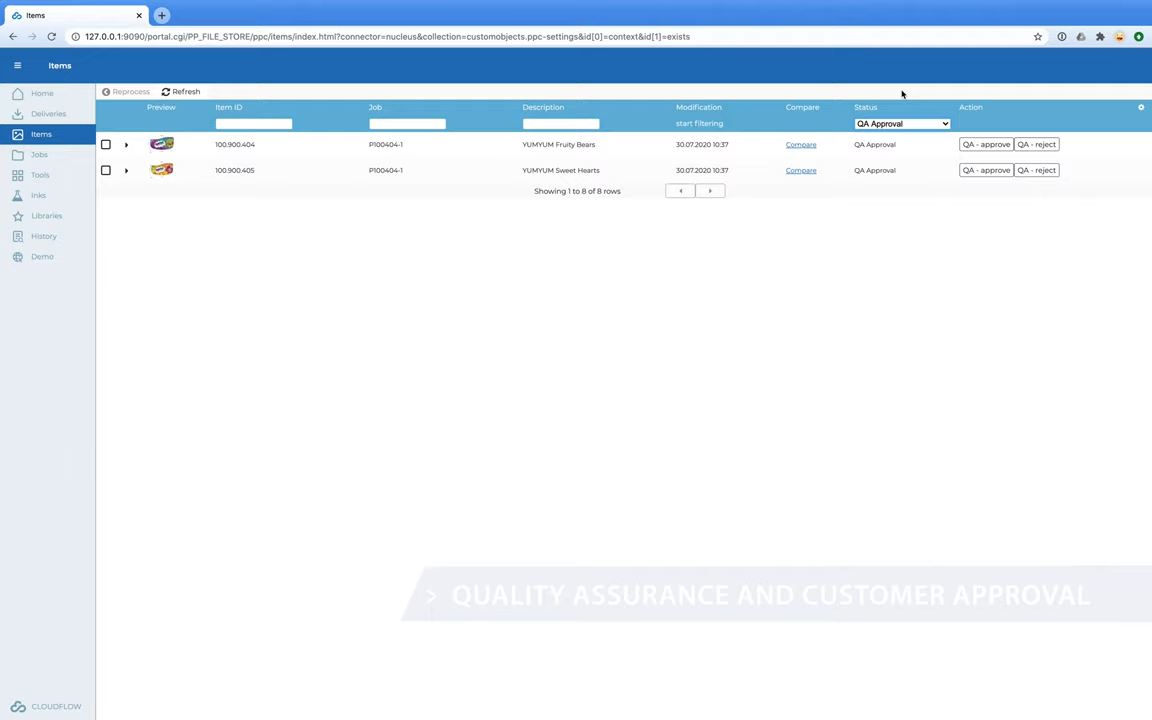 Items
127.0.0.1:9090/portal.cgi/PP_FILE_STORE/ppc/items/index.html?connector=nucleus&collection=customobjects.ppc-settings&id[0]=context&id[1]=exists
Items
Home
Deliveries
Items
Jobs
Tools
Inks
Libraries
History
Demo
CLOUDFLOW
Reprocess Refresh
Preview Item ID Job Description Modification Compare Status Action
start filtering QA Approval
100.900.404 P100404-1 YUMYUM Fruity Bears 30.07.2020 10:37 Compare QA Approval QA - approve QA - reject
100.900.405 P100404-1 YUMYUM Sweet Hearts 30.07.2020 10:37 Compare QA Approval QA - approve QA - reject
Showing 1 to 8 of 8 rows
> QUALITY ASSURANCE AND CUSTOMER APPROVAL